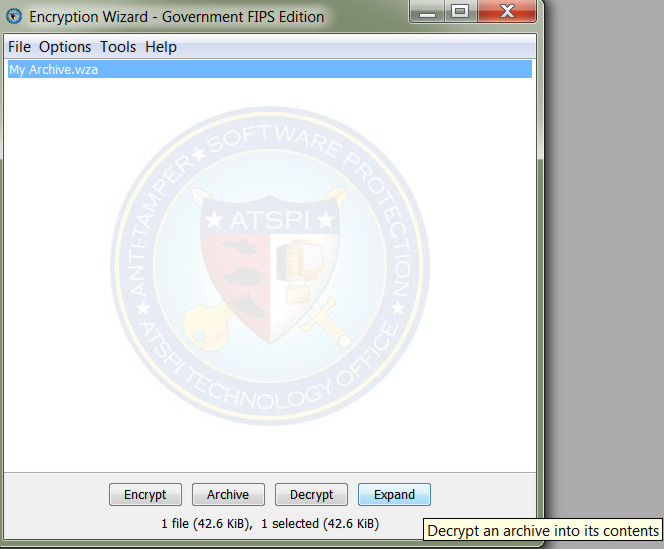 Encryption Wizard - Government FIPS Edition
File Options Tools Help
My Archive.wza
ANTI-TAMPER★SOFTWARE PROTECTION
★ATSPI★
★ATSPI TECHNOLOGY OFFICE★
Encrypt Archive Decrypt Expand
1 file (42.6 KiB), 1 selected (42.6 KiB)
Decrypt an archive into its contents